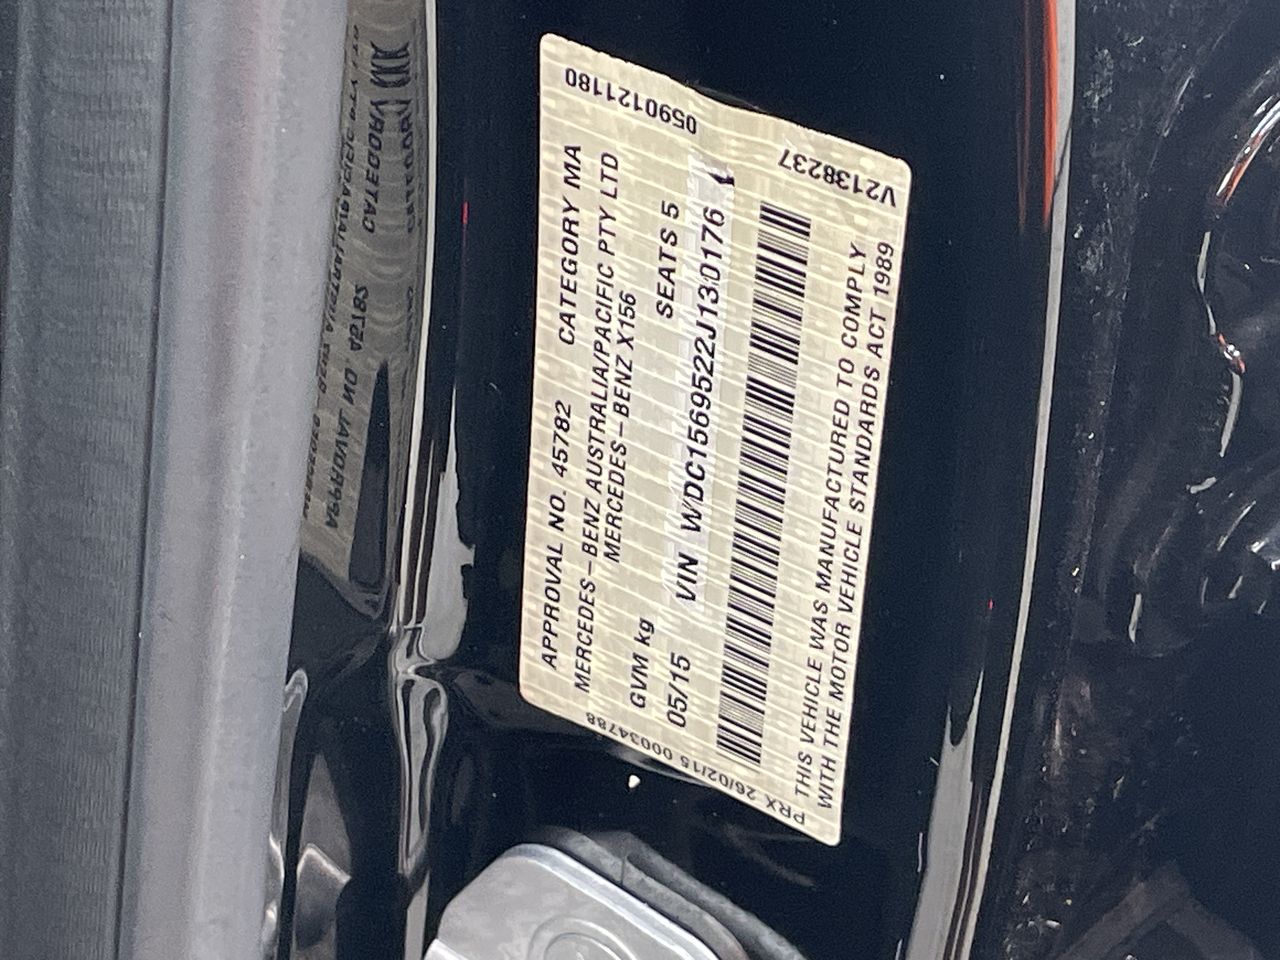 APPROVAL NO. 45782 CATEGORY MA
MERCEDES-BENZ AUSTRALIA/PACIFIC PTY LTD
MERCEDES-BENZ X156
GVM kg SEATS 5
05/15 VIN WDC1569522J130176
THIS VEHICLE WAS MANUFACTURED TO COMPLY
WITH THE MOTOR VEHICLE STANDARDS ACT 1989
0590121180
V2138237
PRX 26/02/15 00034788